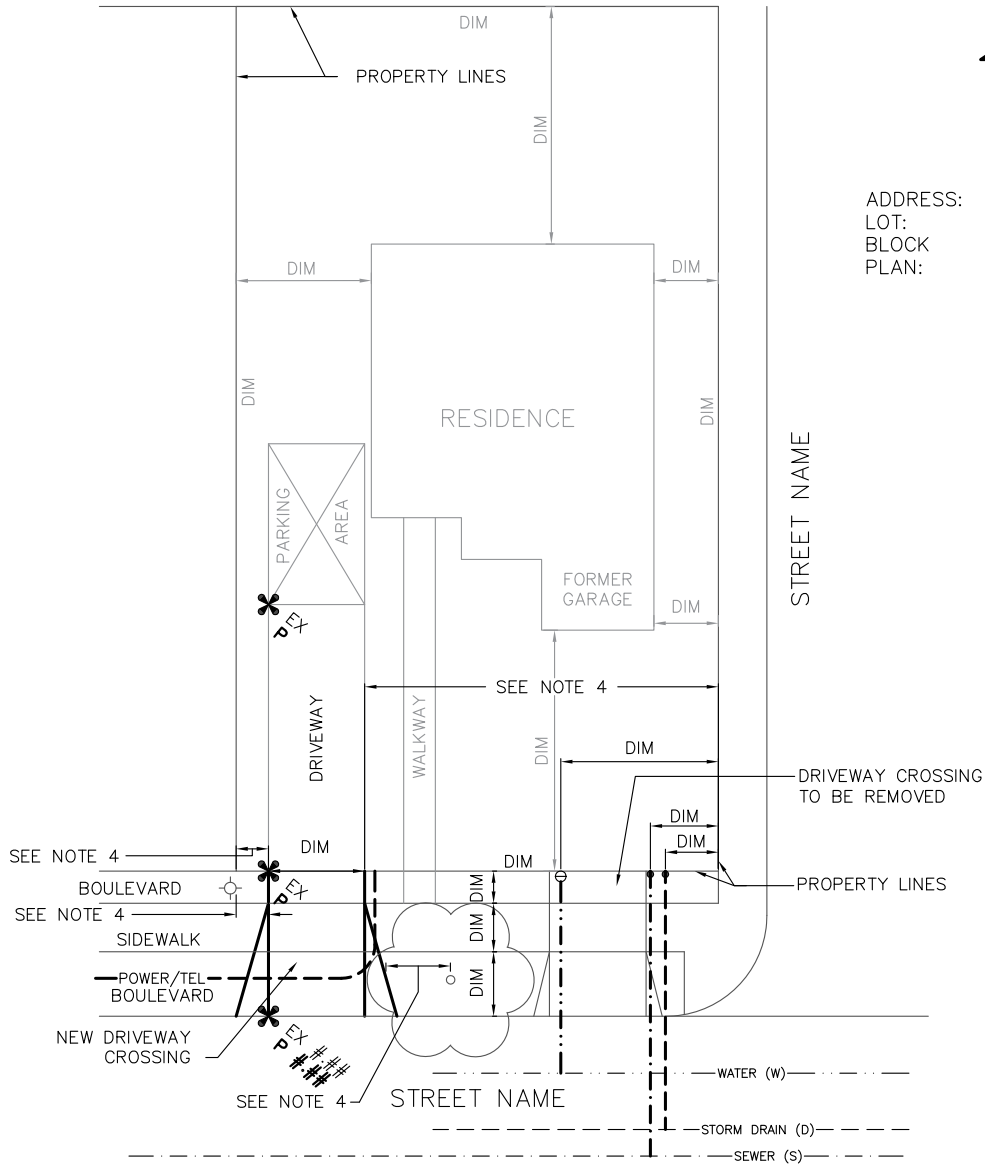 DIM
PROPERTY LINES
DIM
ADDRESS:
LOT:
BLOCK
PLAN:
DIM
DIM
DIM
DIM
RESIDENCE
STREET NAME
PARKING
AREA
FORMER
GARAGE
DIM
EX
P
SEE NOTE 4
DRIVEWAY
WALKWAY
DIM
DIM
DRIVEWAY CROSSING
TO BE REMOVED
DIM
DIM
SEE NOTE 4
DIM
DIM
BOULEVARD
EX
P
DIM
PROPERTY LINES
SEE NOTE 4
SIDEWALK
DIM
POWER/TEL
BOULEVARD
DIM
NEW DRIVEWAY
CROSSING
EX
P
#.##
#.##
SEE NOTE 4
STREET NAME
WATER (W)
STORM DRAIN (D)
SEWER (S)